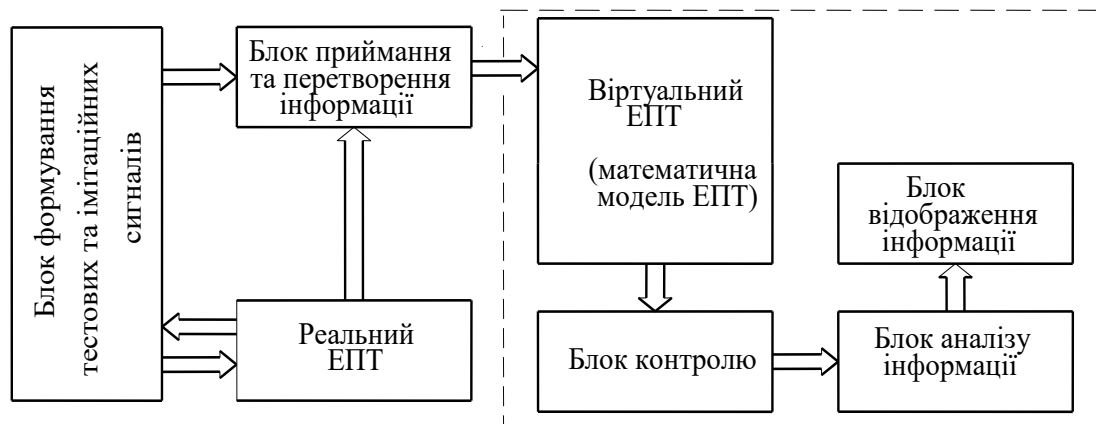 Блок формування
тестових та імітаційних
сигналів
Блок приймання
та перетворення
інформації
Реальний
ЕПТ
Віртуальний
ЕПТ
(математична
модель ЕПТ)
Блок контролю
Блок
відображення
інформації
Блок аналізу
інформації